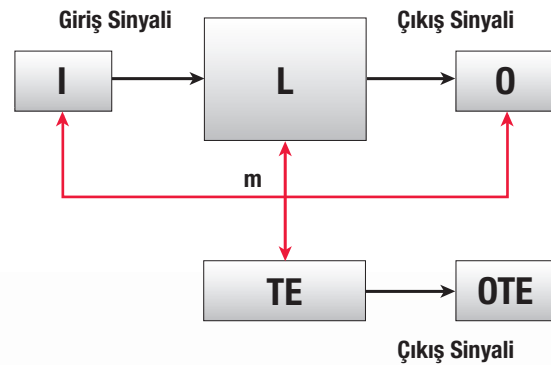 Giriş Sinyali
Çıkış Sinyali
I
L
O
m
TE
OTE
Çıkış Sinyali